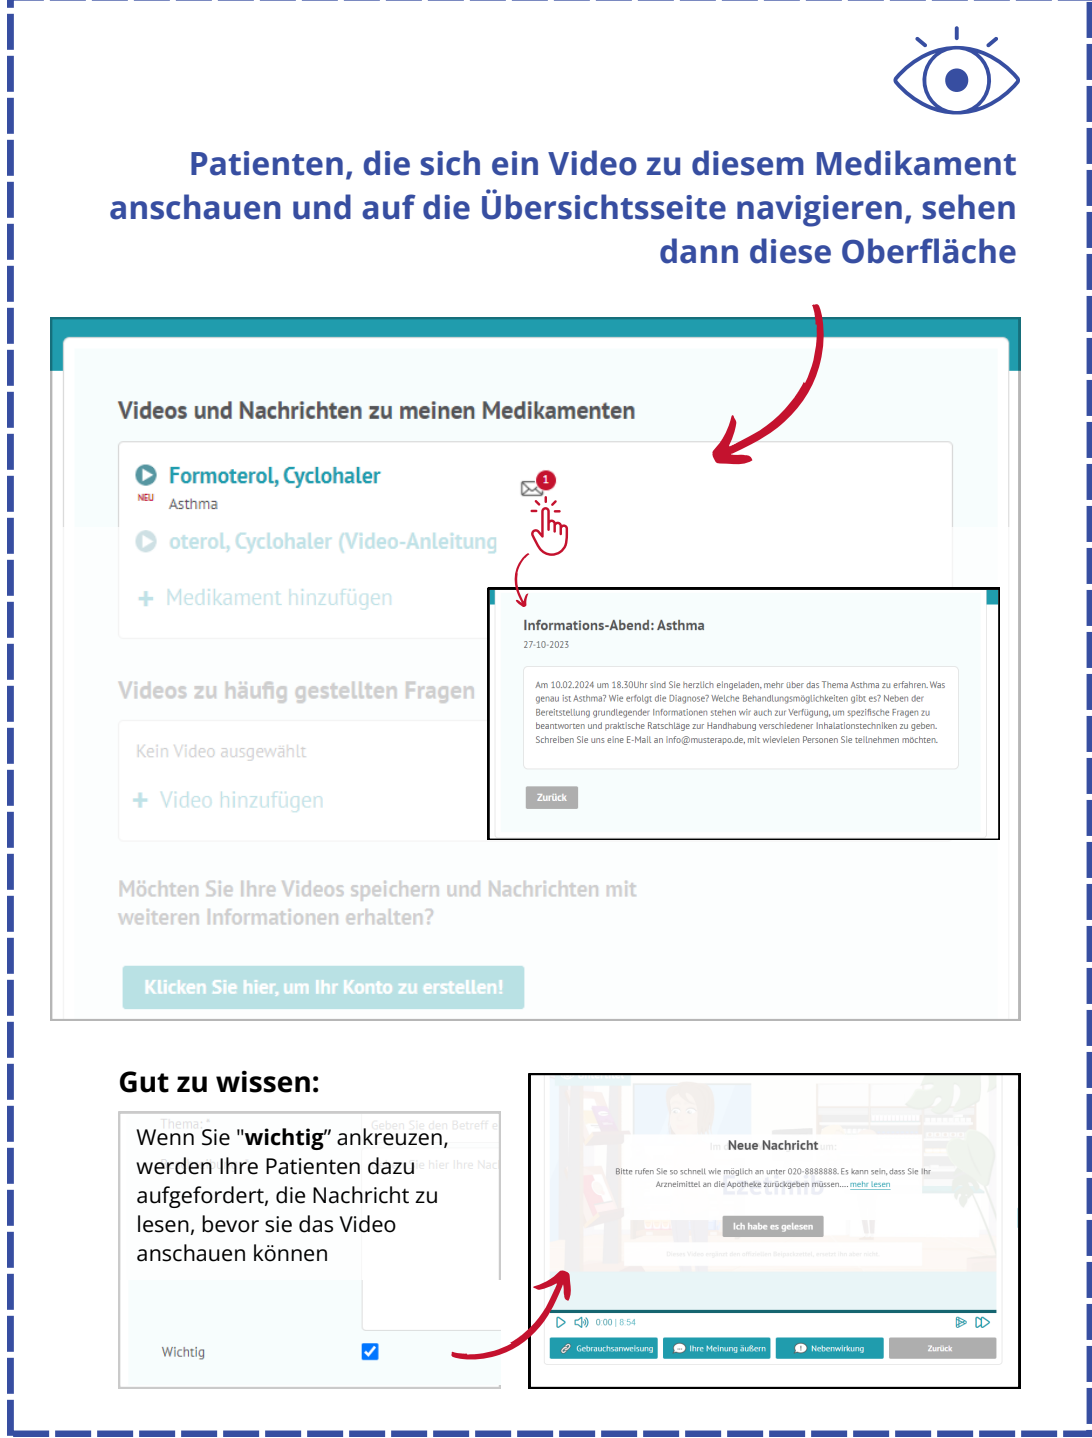 Patienten, die sich ein Video zu diesem Medikament
anschauen und auf die Übersichtsseite navigieren, sehen
dann diese Oberfläche
Videos und Nachrichten zu meinen Medikamenten
Formoterol, Cyclohaler
1
NEU
Asthma
oterol, Cyclohaler (Video-Anleitung
+ Medikament hinzufügen
Informations-Abend: Asthma
27-10-2023
Am 10.02.2024 um 18.30Uhr sind Sie herzlich eingeladen, mehr über das Thema Asthma zu erfahren. Was
genau ist Asthma? Wie erfolgt die Diagnose? Welche Behandlungsmöglichkeiten gibt es? Neben der
Bereitstellung grundlegender Informationen stehen wir auch zur Verfügung, um spezifische Fragen zu
beantworten und praktische Ratschläge zur Handhabung verschiedener Inhalationstechniken zu geben.
Schreiben Sie uns eine E-Mail an info@musterapo.de, mit wievielen Personen Sie teilnehmen möchten.
Zurück
Videos zu häufig gestellten Fragen
Kein Video ausgewählt
+ Video hinzufügen
Möchten Sie Ihre Videos speichern und Nachrichten mit
weiteren Informationen erhalten?
Klicken Sie hier, um Ihr Konto zu erstellen!
Gut zu wissen:
Thema: *
Geben Sie den Betreff e
Wenn Sie "wichtig" ankreuzen,
werden Ihre Patienten dazu
aufgefordert, die Nachricht zu
lesen, bevor sie das Video
anschauen können
Sie hier Ihre Nac
Wichtig
Neue Nachricht
Bitte rufen Sie so schnell wie möglich an unter 020-8888888. Es kann sein, dass Sie Ihr
Arzneimittel an die Apotheke zurückgeben müssen.... mehr lesen
Ezetimib
Ich habe es gelesen
0:00 | 8:54
Gebrauchsanweisung
Ihre Meinung äußern
Nebenwirkung
Zurück